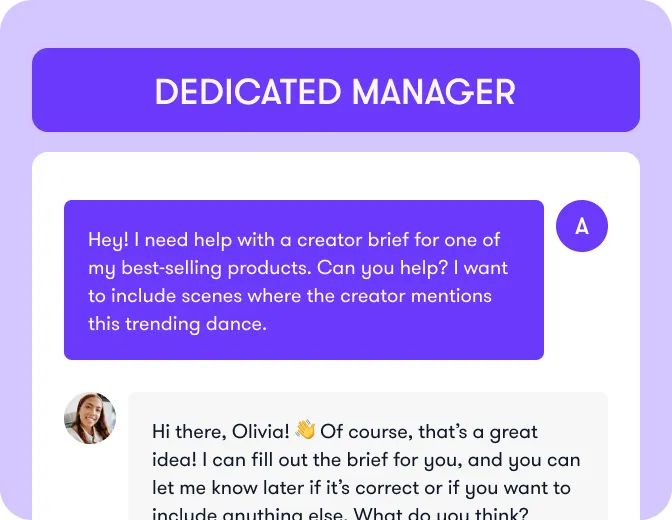 DEDICATED MANAGER
Hey! I need help with a creator brief for one of
my best-selling products. Can you help? I want
to include scenes where the creator mentions
this trending dance.
A
Hi there, Olivia! 👋 Of course, that's a great
idea! I can fill out the brief for you, and you can
let me know later if it's correct or if you want to
include anything else. What do you think?